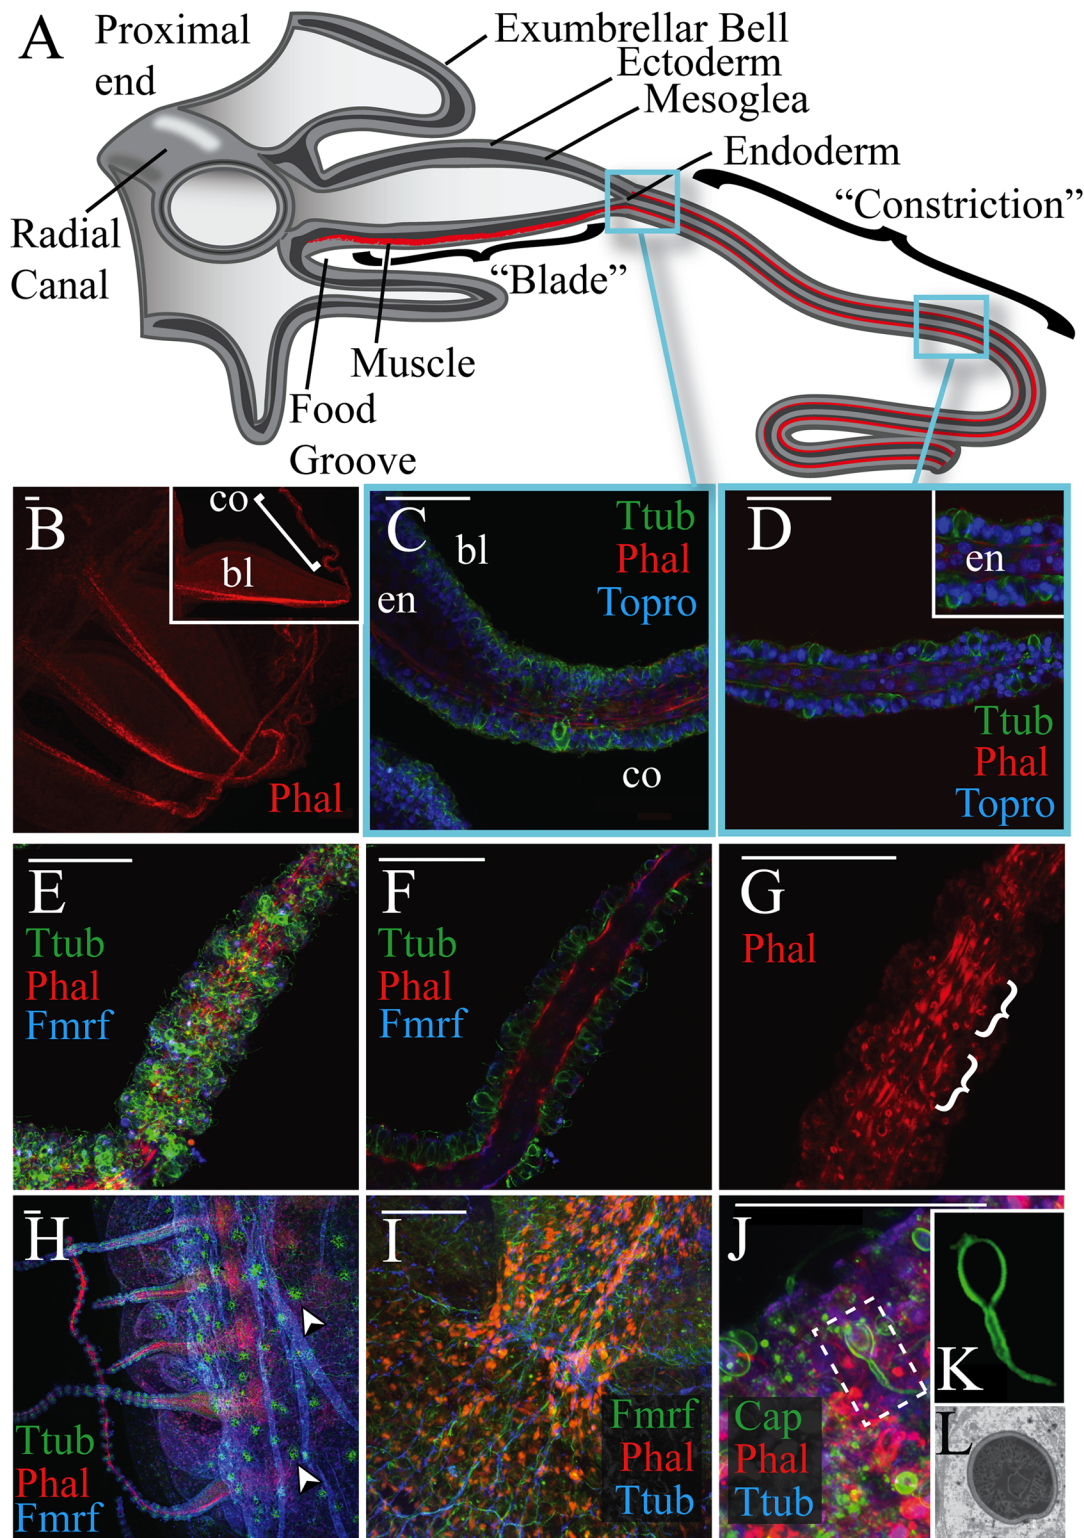 A
Proximal
end
Exumbrellar Bell
Ectoderm
Mesoglea
Endoderm
“Constriction”
Radial
Canal
“Blade”
Muscle
Food
Groove
B
co
bl
Phal
C
bl
en
Ttub
Phal
Topro
co
D
en
Ttub
Phal
Topro
E
Ttub
Phal
Fmrf
F
Ttub
Phal
Fmrf
G
Phal
H
Ttub
Phal
Fmrf
I
Fmrf
Phal
Ttub
J
Cap
Phal
Ttub
K
L